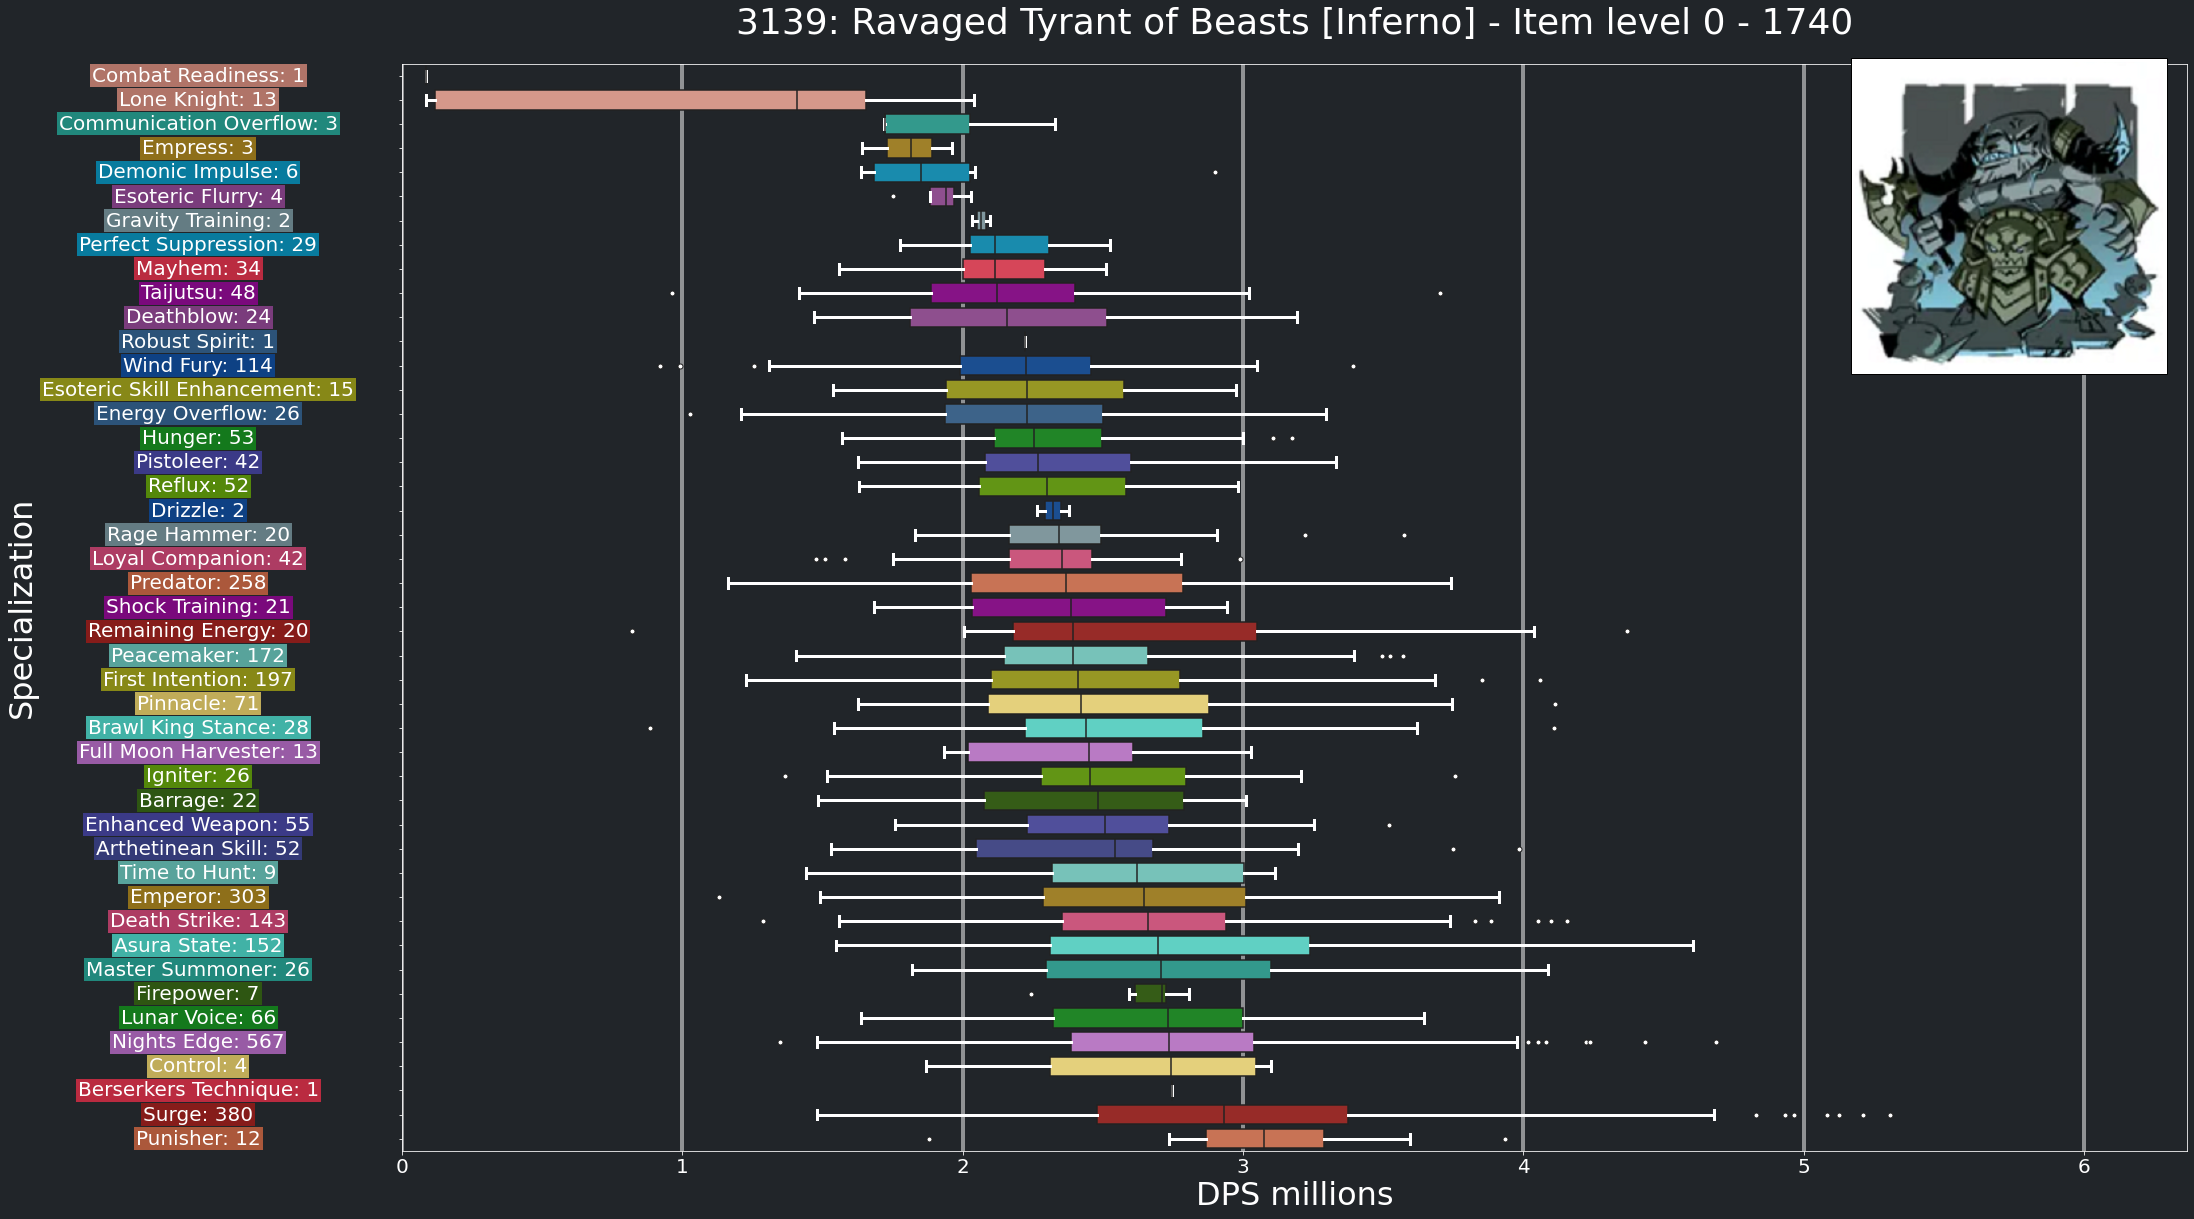 3139: Ravaged Tyrant of Beasts [Inferno] - Item level 0 - 1740
Specialization
Combat Readiness: 1
Lone Knight: 13
Communication Overflow: 3
Empress: 3
Demonic Impulse: 6
Esoteric Flurry: 4
Gravity Training: 2
Perfect Suppression: 29
Mayhem: 34
Taijutsu: 48
Deathblow: 24
Robust Spirit: 1
Wind Fury: 114
Esoteric Skill Enhancement: 15
Energy Overflow: 26
Hunger: 53
Pistoleer: 42
Reflux: 52
Drizzle: 2
Rage Hammer: 20
Loyal Companion: 42
Predator: 258
Shock Training: 21
Remaining Energy: 20
Peacemaker: 172
First Intention: 197
Pinnacle: 71
Brawl King Stance: 28
Full Moon Harvester: 13
Igniter: 26
Barrage: 22
Enhanced Weapon: 55
Arthetinean Skill: 52
Time to Hunt: 9
Emperor: 303
Death Strike: 143
Asura State: 152
Master Summoner: 26
Firepower: 7
Lunar Voice: 66
Nights Edge: 567
Control: 4
Berserkers Technique: 1
Surge: 380
Punisher: 12
0 1 2 3 4 5 6
DPS millions